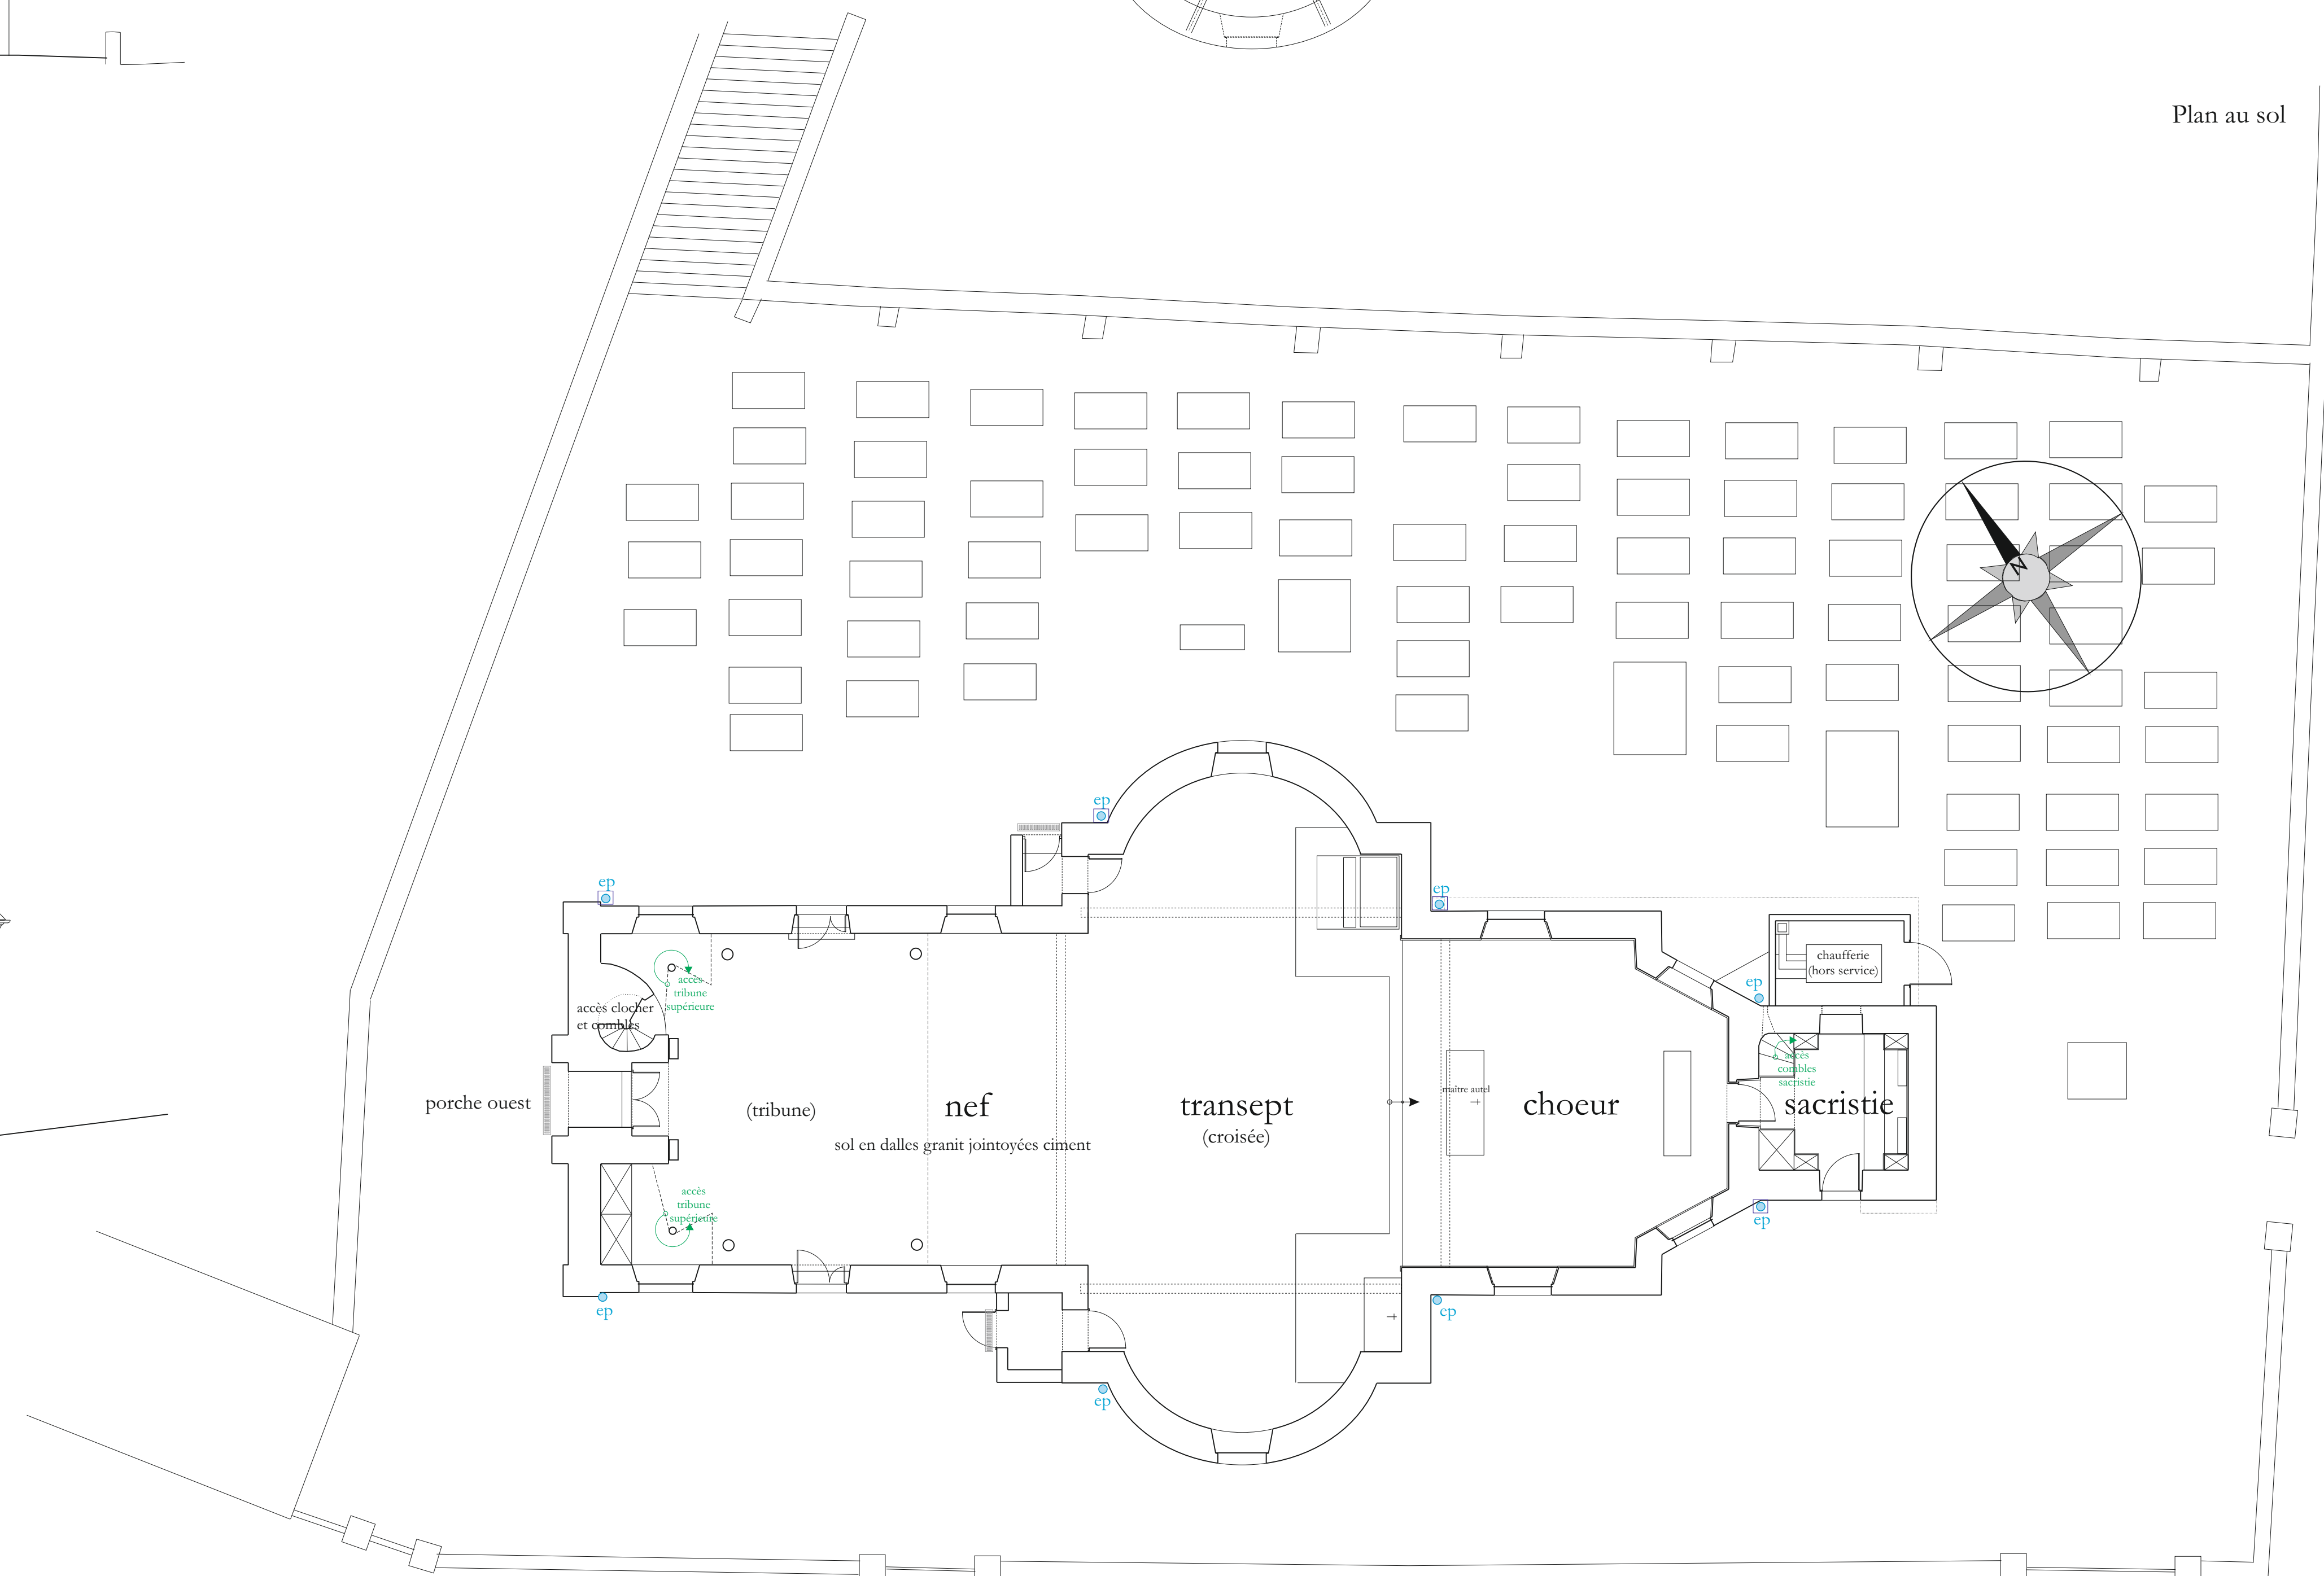 Plan au sol
N
ep
ep
ep
chaufferie
(hors service)
accès
tribune
supérieure
ep
accès clocher
et combles
accès
combles
sacristie
maître autel
porche ouest
(tribune)
nef
transept
(croisée)
choeur
sacristie
sol en dalles granit jointoyées ciment
accès
tribune
supérieure
ep
ep
ep
ep